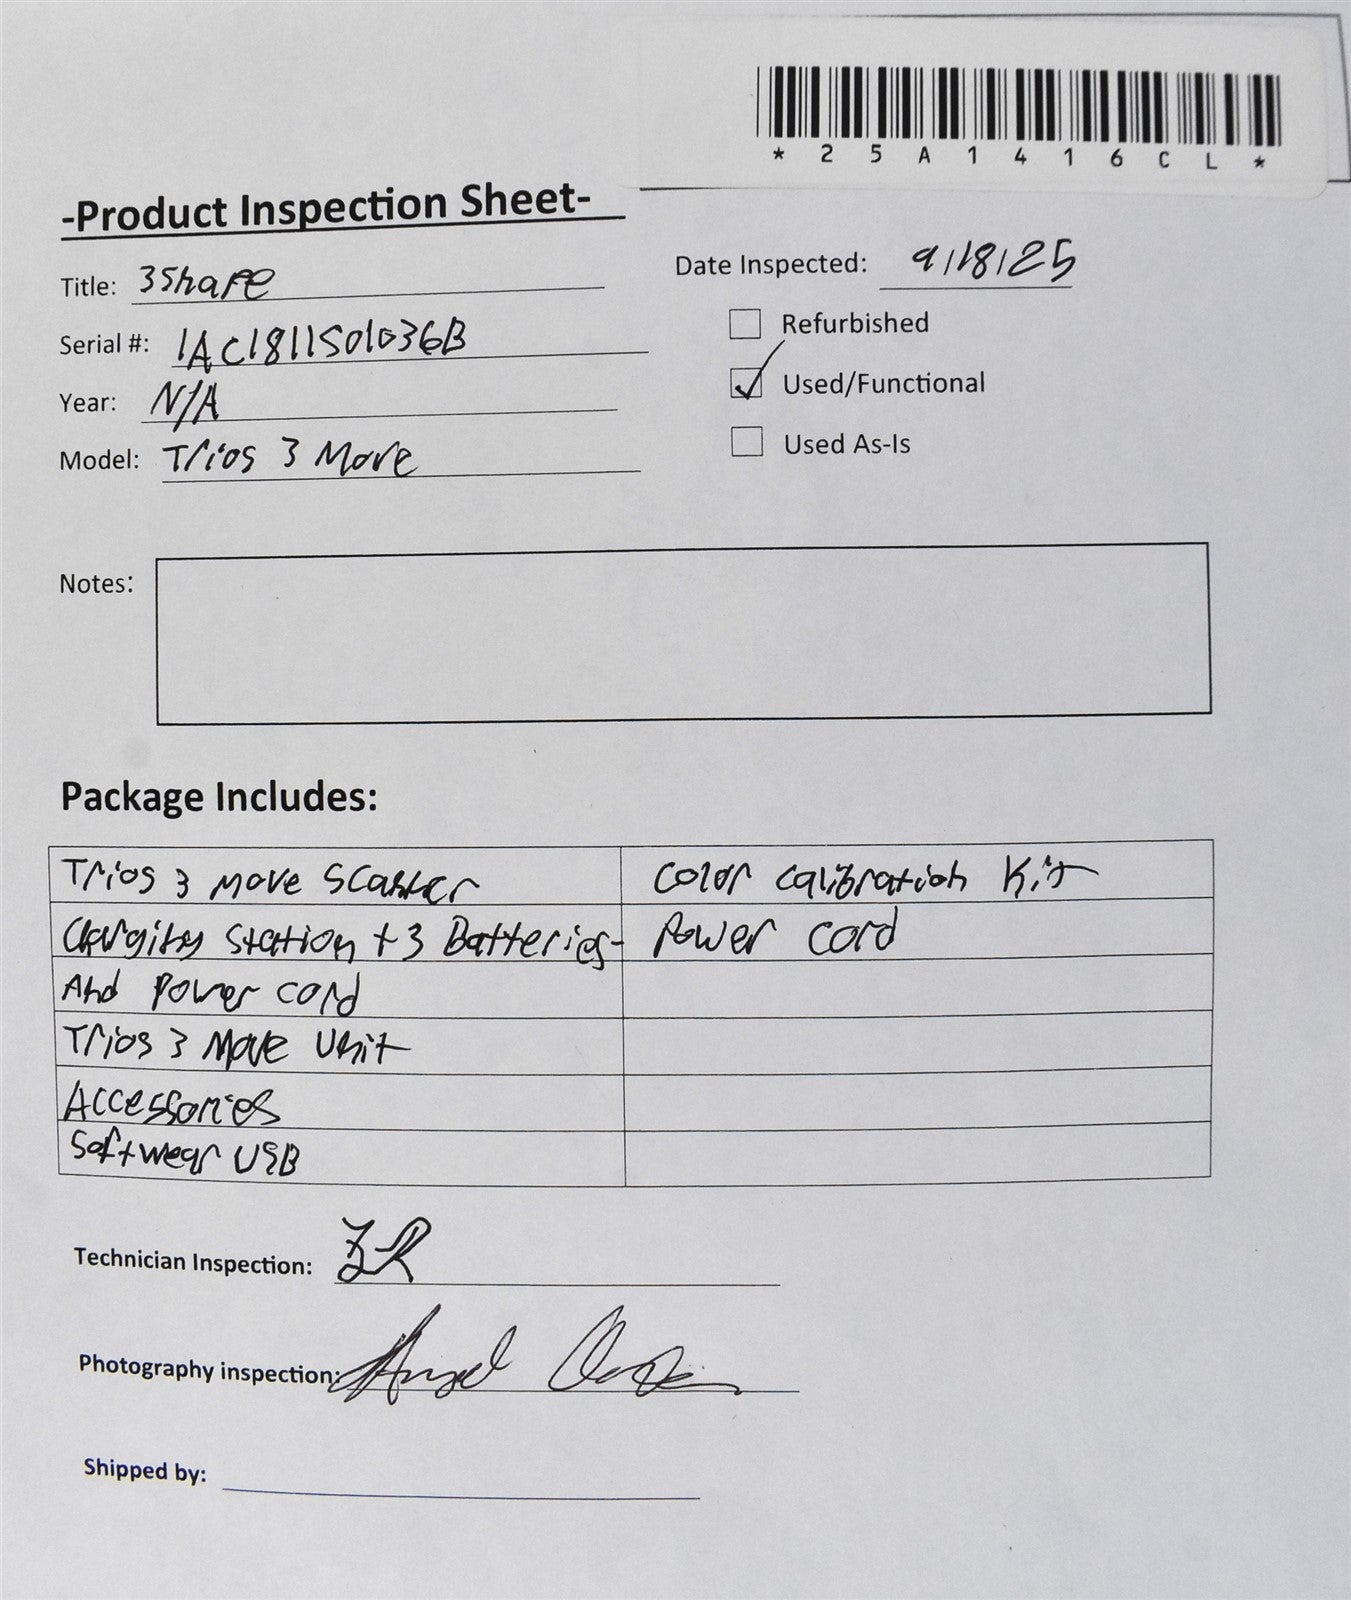 *25A1416CL*
-Product Inspection Sheet-
Title: 3Shape
Date Inspected: 9/18/25
Serial #: 1AC1811501036B
Year: N/A
Model: Trios 3 Move
Refurbished
Used/Functional
Used As-Is
Notes:
Package Includes:
Trios 3 Move Scanner
Color Calibration Kit
Charging Station + 3 Batteries-
Power Cord
And Power Cord
Trios 3 Move Unit
Accessories
Softwear USB
Technician Inspection: ZR
Photography inspection: Angel
Shipped by: